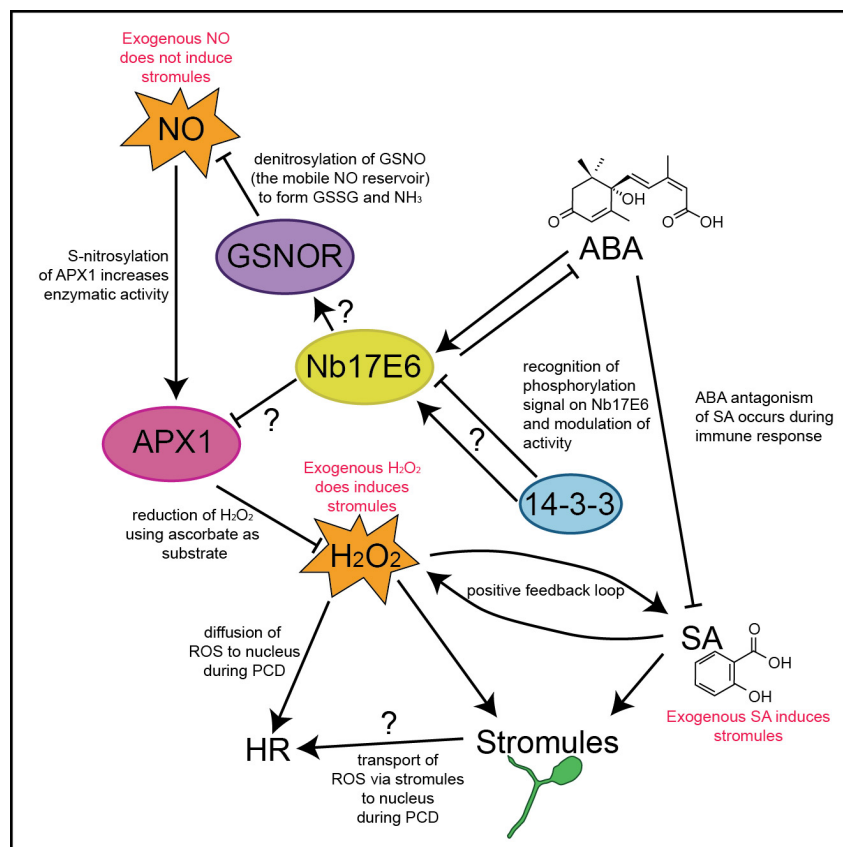 Exogenous NO
does not induce
stromules
NO
denitrosylation of GSNO
(the mobile NO reservoir)
to form GSSG and NH₃
OH
O
O
OH
ABA
GSNOR
S-nitrosylation
of APX1 increases
enzymatic activity
?
Nb17E6
recognition of
phosphorylation
signal on Nb17E6
and modulation of
activity
ABA antagonism
of SA occurs during
immune response
?
APX1
?
Exogenous H₂O₂
does induces
stromules
14-3-3
reduction of H₂O₂
using ascorbate as
substrate
H₂O₂
positive feedback loop
SA
O
OH
OH
diffusion of
ROS to nucleus
during PCD
Exogenous SA induces
stromules
?
HR
Stromules
transport of
ROS via stromules
to nucleus
during PCD